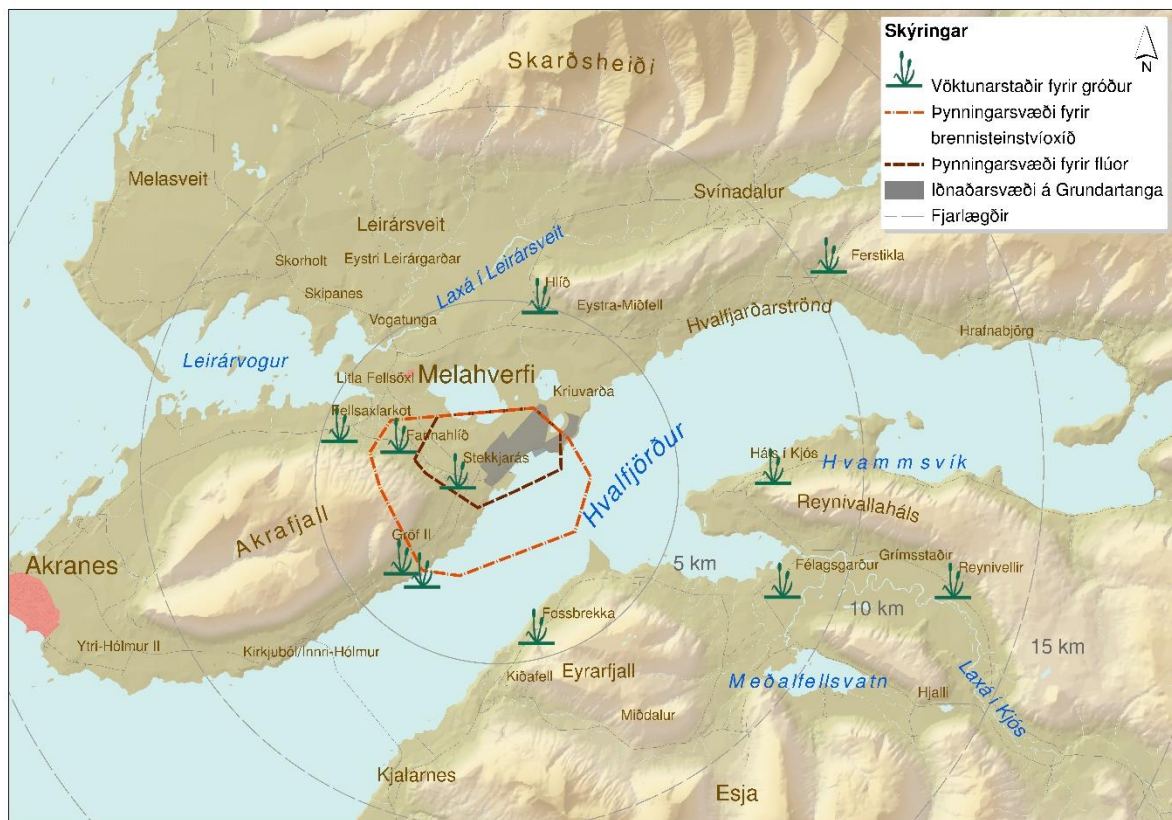 Skýringar
N
Vöktunarstaðir fyrir gróður
Þynningarsvæði fyrir
brennisteinstvíoxíð
Þynningarsvæði fyrir flúor
Iðnaðarsvæði á Grundartanga
Fjarlægðir
Skarðsheiði
Melasveit
Svínadalur
Leirársveit
Skorholt
Eystri Leirárgarðar
Ferstikla
Laxá í Leirársveit
Hlíð
Skipanes
Eystra-Miðfell
Vogatunga
Hvalfjarðarströnd
Hrafnabjörg
Leirárvogur
Litla Fellsöxl
Melahverfi
Kríuvarða
Fellsaxlarkot
Fannahlíð
Stekkjarás
Háls í Kjós
Hvammsvík
Hvalfjörður
Reynivallaháls
Akrafjall
Gröf II
Akranes
5 km
Félagsgarður
Grímsstaðir
Reynivellir
10 km
Fossbrekka
15 km
Ytri-Hólmur II
Kirkjuból/Innri-Hólmur
Kiðafell
Eyrarfjall
Meðalfellsvatn
Hjalli
Laxá í Kjós
Miðdalur
Kjalarnes
Esja